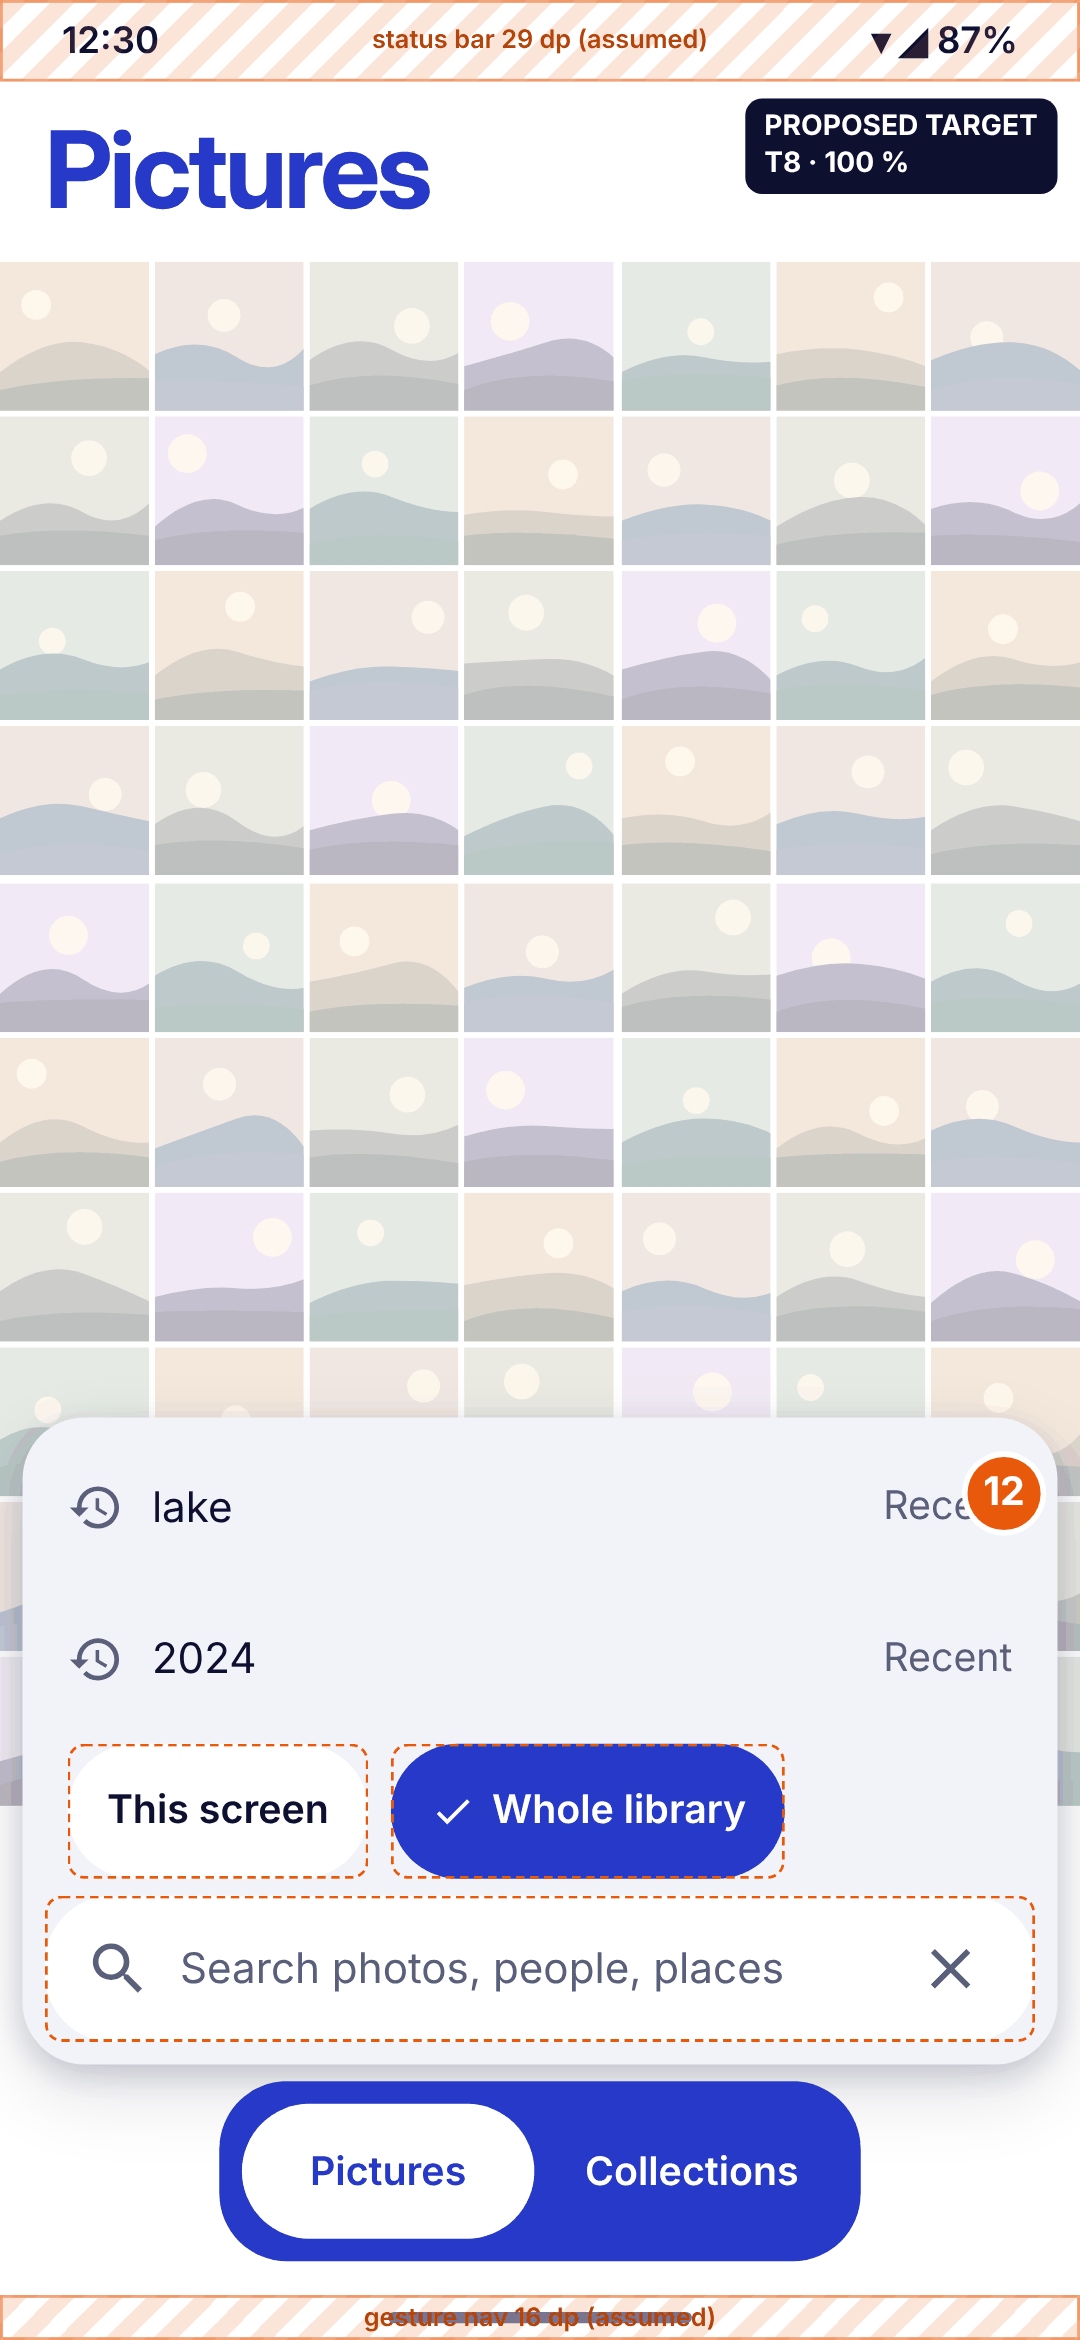 12:30
status bar 29 dp (assumed)
87%
Pictures
PROPOSED TARGET
T8 · 100 %
lake
12
2024
Recent
This screen
Whole library
Search photos, people, places
Pictures
Collections
gesture nav 16 dp (assumed)